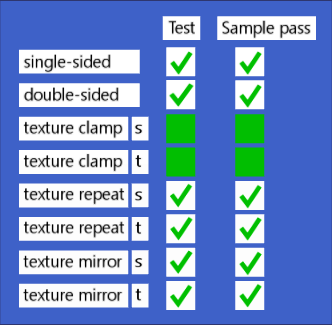 Test Sample pass
single-sided
double-sided
texture clamp s
texture clamp t
texture repeat s
texture repeat t
texture mirror s
texture mirror t